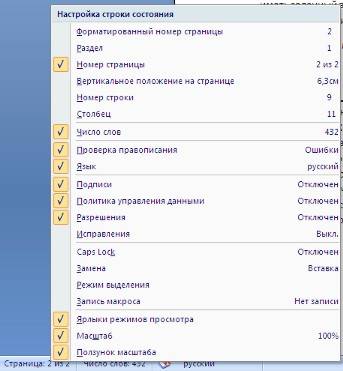 Настройка строки состояния
Форматированный номер страницы 2
Раздел 1
Номер страницы 2 из 2
Вертикальное положение на странице 6,3см
Номер строки 9
Столбец 11
Число слов 432
Проверка правописания Ошибки
Язык русский
Подписи Отключен
Политика управления данными Отключен
Разрешения Отключен
Исправления Выкл.
Caps Lock Отключен
Замена Вставка
Режим выделения
Запись макроса Нет записи
Ярлыки режимов просмотра
Масштаб 100%
Ползунок масштаба
Страница: 2 из 2 Число слов: 432 русский